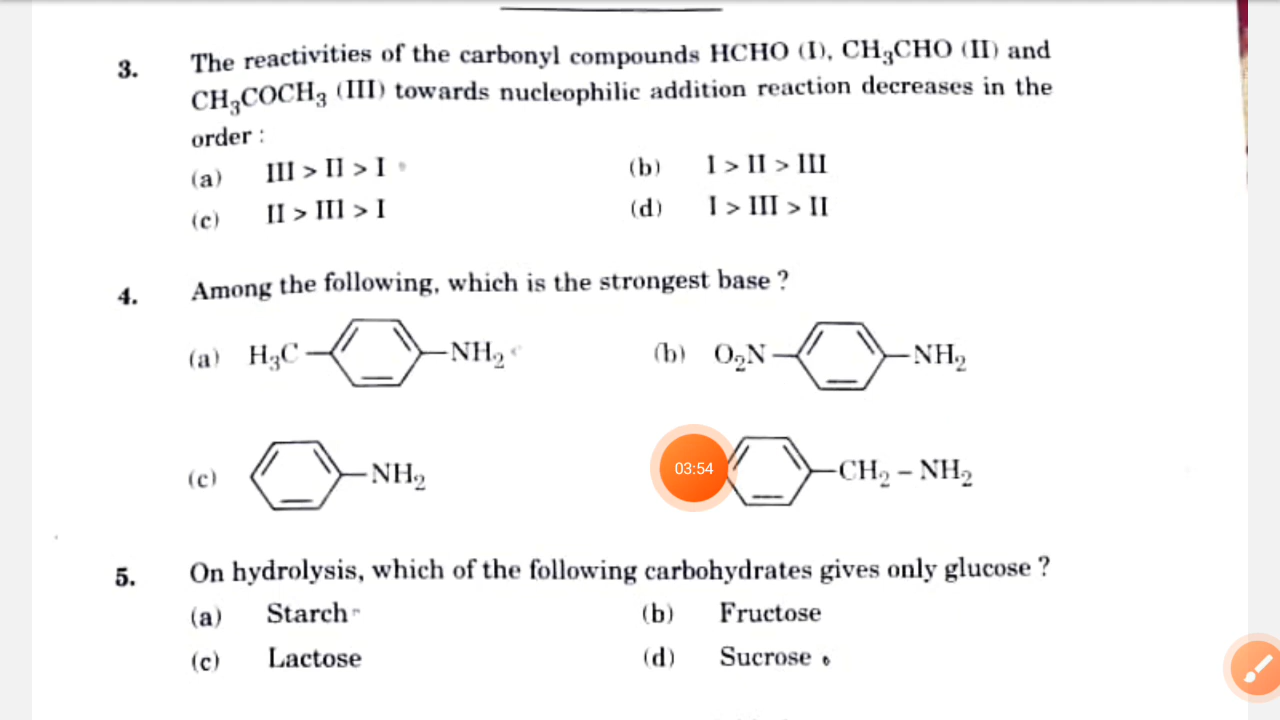 3. The reactivities of the carbonyl compounds HCHO (I), CH₃CHO (II) and
CH₃COCH₃ (III) towards nucleophilic addition reaction decreases in the
order :
(a) III > II > I (b) I > II > III
(c) II > III > I (d) I > III > II
4. Among the following, which is the strongest base ?
(a) H₃C NH₂ (b) O₂N NH₂
(c) NH₂ CH₂ – NH₂
03:54
5. On hydrolysis, which of the following carbohydrates gives only glucose ?
(a) Starch (b) Fructose
(c) Lactose (d) Sucrose